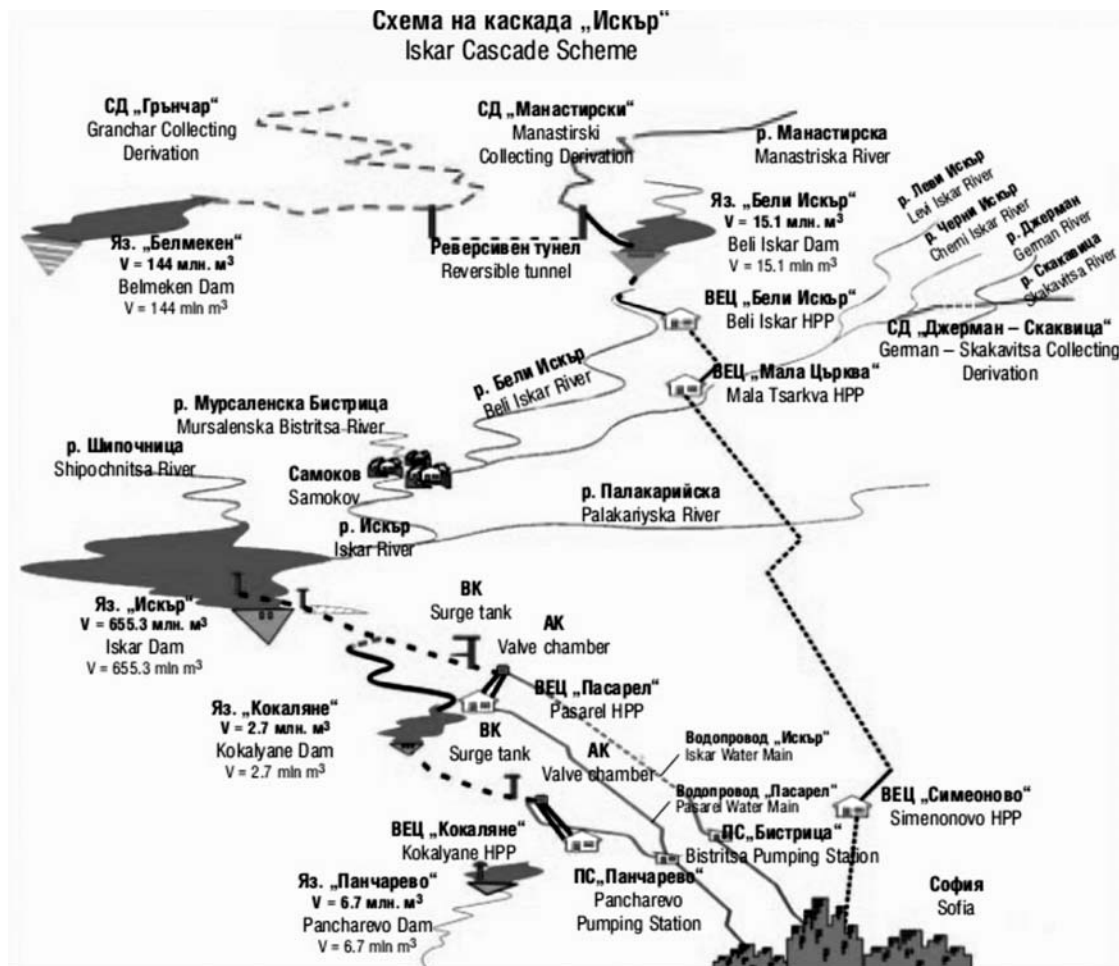 Схема на каскада „Искър“
Iskar Cascade Scheme
СД „Грънчар“
Granchar Collecting
Derivation
СД „Манастирски“
Manastirski
Collecting Derivation
р. Манастирска
Manastriska River
р. Леви Искър
Levi Iskar River
р. Черни Искър
Cherni Iskar River
р. Джерман
German River
р. Скакавица
Skakavitsa River
Яз. „Белмекен“
V = 144 млн. м³
Belmeken Dam
V = 144 mln m³
Реверсивен тунел
Reversible tunnel
Яз. „Бели Искър“
V = 15.1 млн. м³
Beli Iskar Dam
V = 15.1 mln m³
ВЕЦ „Бели Искър“
Beli Iskar HPP
СД „Джерман – Скаквица“
German – Skakavitsa Collecting
Derivation
ВЕЦ „Мала Църква“
Mala Tsarkva HPP
р. Бели Искър
Beli Iskar River
р. Мурсаленска Бистрица
Mursalenska Bistritsa River
р. Шипочница
Shipochnitsa River
Самоков
Samokov
р. Палакарийска
Palakariyska River
р. Искър
Iskar River
Яз. „Искър“
V = 655.3 млн. м³
Iskar Dam
V = 655.3 mln m³
ВК
Surge tank
АК
Valve chamber
ВЕЦ „Пасарел“
Pasarel HPP
Яз. „Кокаляне“
V = 2.7 млн. м³
Kokalyane Dam
V = 2.7 mln m³
ВК
Surge tank
АК
Valve chamber
Водопровод „Искър“
Iskar Water Main
Водопровод „Пасарел“
Pasarel Water Main
ВЕЦ „Симеоново“
Simenonovo HPP
ВЕЦ „Кокаляне“
Kokalyane HPP
ПС „Бистрица“
Bistritsa Pumping Station
Яз. „Панчарево“
V = 6.7 млн. м³
Pancharevo Dam
V = 6.7 mln m³
ПС„Панчарево“
Pancharevo
Pumping Station
София
Sofia